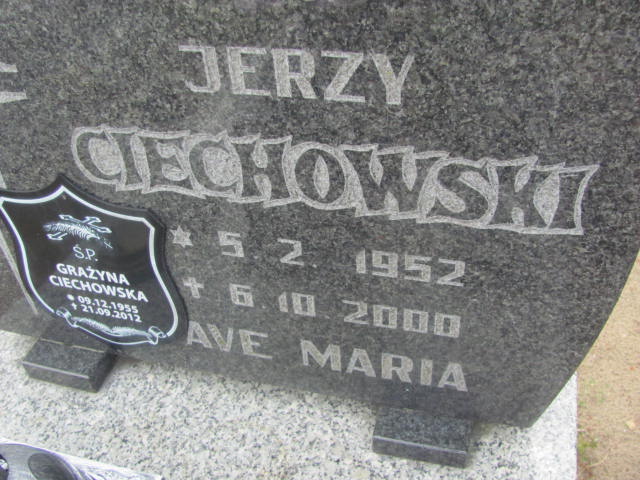 JERZY
CIECHOWSKI
* 5. 2. 1952
✝ 6. 10. 2000
AVE MARIA
Ś.P.
GRAŻYNA
CIECHOWSKA
* 09.12.1955
✝ 21.09.2012